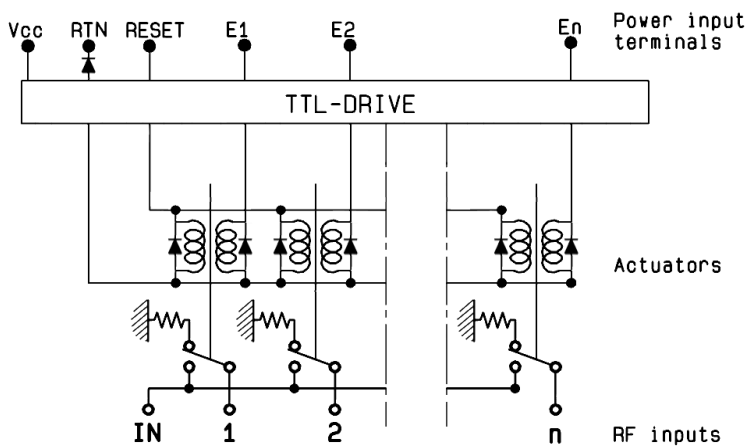 Vcc RTN RESET E1 E2 En
Power input
terminals
TTL-DRIVE
Actuators
IN 1 2 n
RF inputs